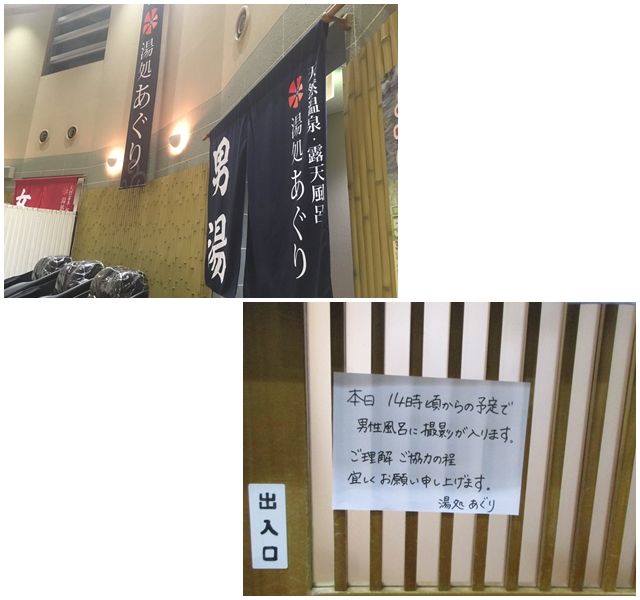 湯処 あぐり
天然温泉・露天風呂
湯処 あぐり
男湯
女
本日 14時頃からの予定で
男性風呂に撮影が入ります。
ご理解 ご協力の程
宜しくお願い申し上げます。
湯処 あぐり
出入口